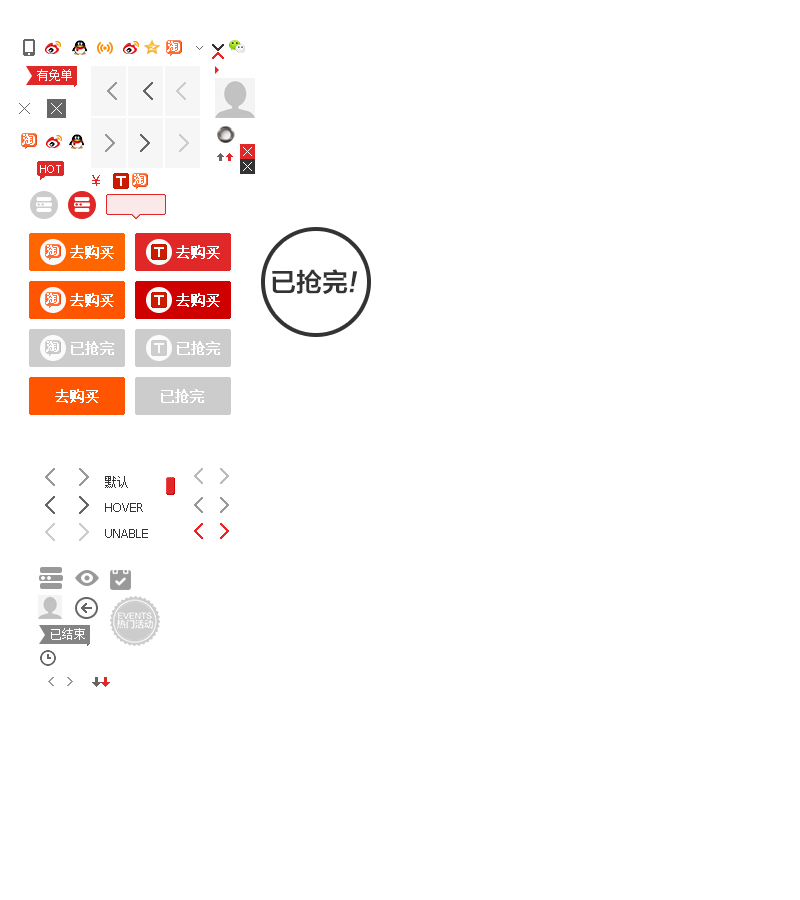 淘
有免单
淘
HOT
¥
T
淘
淘 去购买
T 去购买
淘 去购买
T 去购买
已抢完!
淘 已抢完
T 已抢完
去购买
已抢完
默认
HOVER
UNABLE
EVENTS
热门活动
已结束